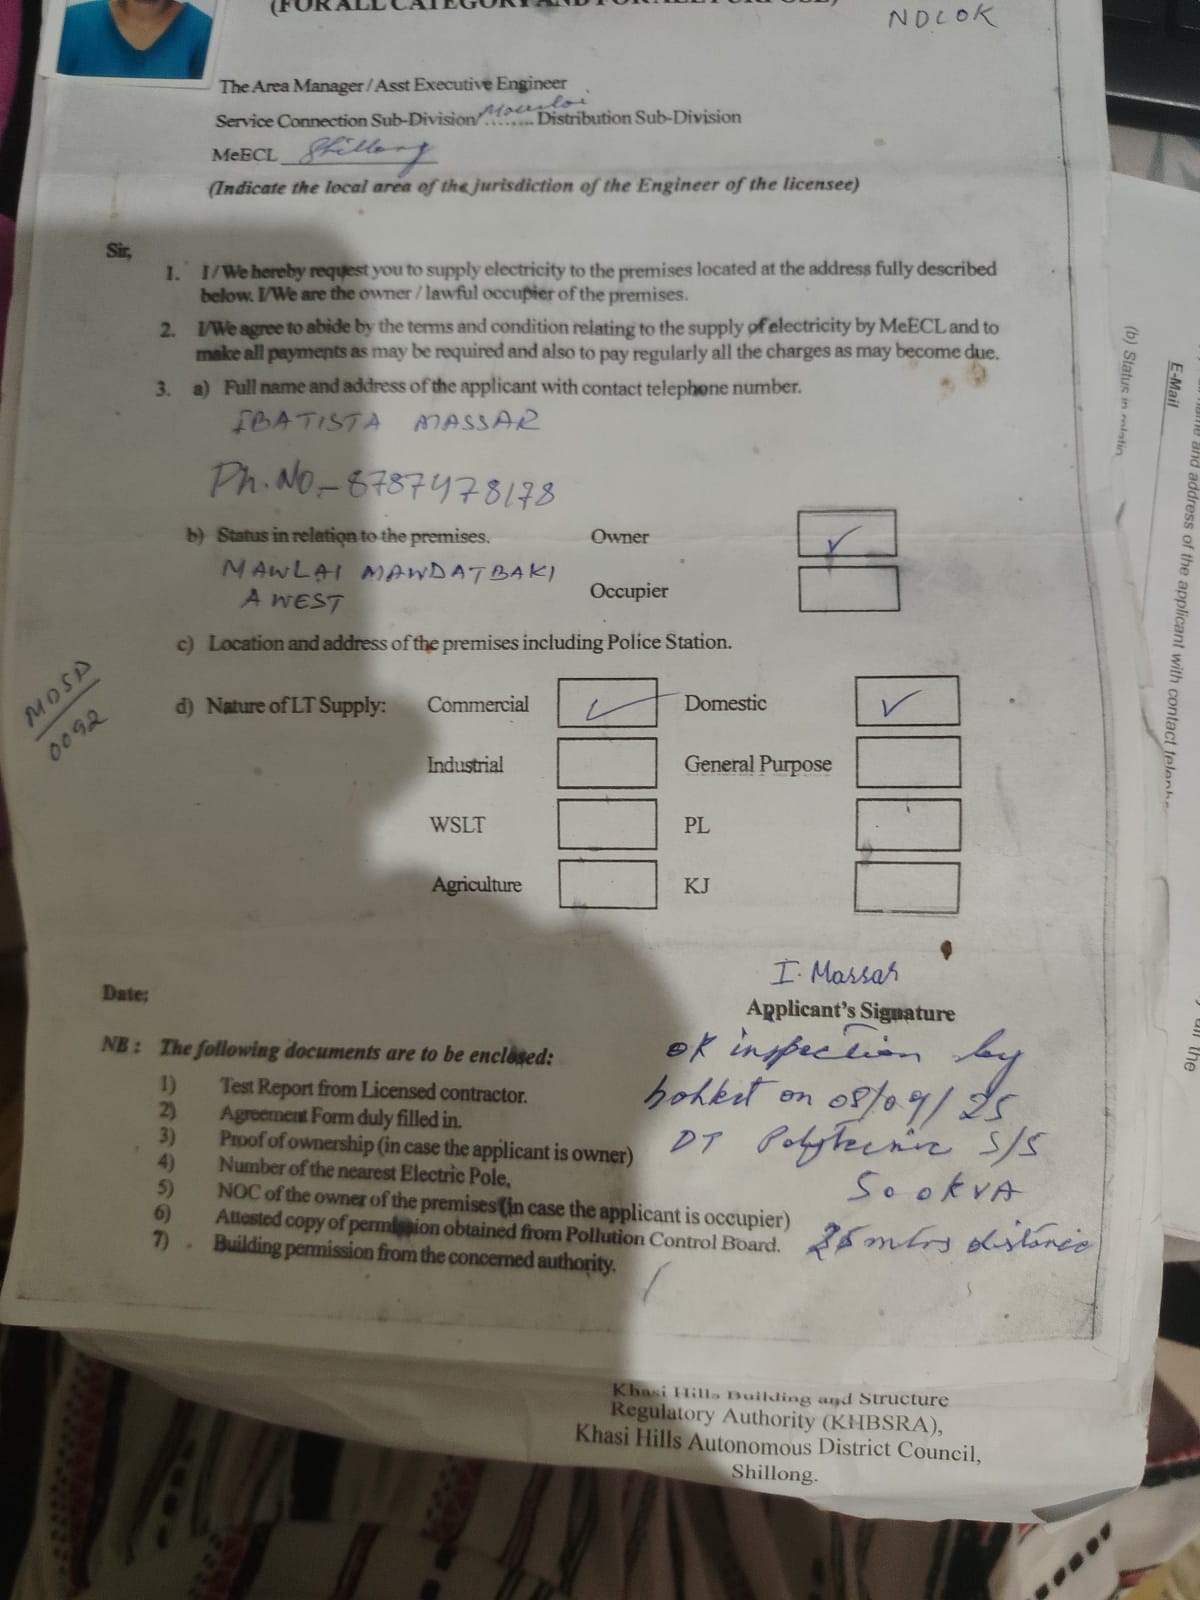 (FOR ALL CATEGORY AND FOR ALL PURPOSE)
NDLOK
The Area Manager / Asst Executive Engineer
Service Connection Sub-Division/ ........ Distribution Sub-Division
MeECL Shillong
(Indicate the local area of the jurisdiction of the Engineer of the licensee)
Sir,
1. I / We hereby request you to supply electricity to the premises located at the address fully described
below. I/We are the owner / lawful occupier of the premises.
2. I/We agree to abide by the terms and condition relating to the supply of electricity by MeECL and to
make all payments as may be required and also to pay regularly all the charges as may become due.
3. a) Full name and address of the applicant with contact telephone number.
IBATISTA MASSAR
Ph. No - 8787478178
b) Status in relation to the premises. Owner ✓
MAWLAI MAWDATBAKI
A WEST
Occupier
c) Location and address of the premises including Police Station.
MDSD
0092
d) Nature of LT Supply: Commercial ✓ Domestic ✓
Industrial General Purpose
WSLT PL
Agriculture KJ
I. Massar
Date: Applicant's Signature
NB : The following documents are to be enclosed:
1) Test Report from Licensed contractor.
2) Agreement Form duly filled in.
3) Proof of ownership (in case the applicant is owner)
4) Number of the nearest Electric Pole,
5) NOC of the owner of the premises (in case the applicant is occupier)
6) Attested copy of permission obtained from Pollution Control Board.
7) Building permission from the concerned authority.
OK inspection by
on 08/09/25
DT Polytecnic S/S
500KVA
mtrs distance
Khasi Hills Building and Structure
Regulatory Authority (KHBSRA),
Khasi Hills Autonomous District Council,
Shillong.
(b) Status in
E-Mail
name and address of the applicant with contact